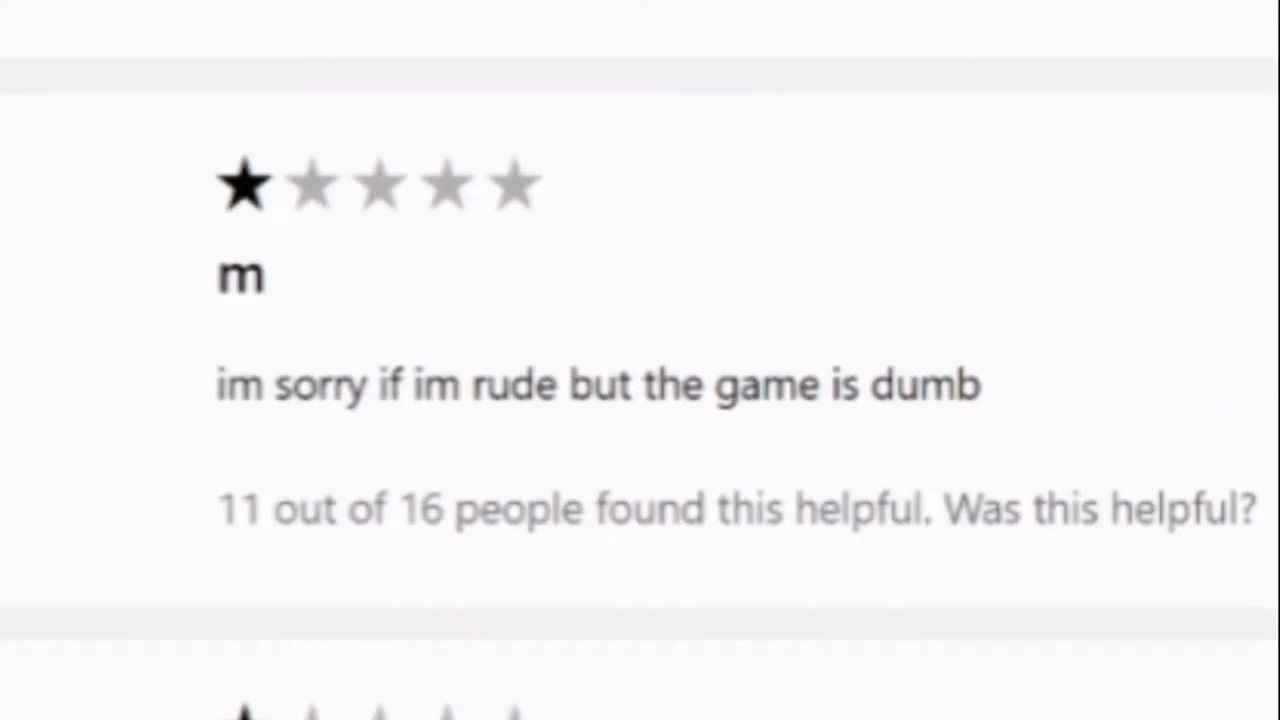 m
im sorry if im rude but the game is dumb
11 out of 16 people found this helpful. Was this helpful?